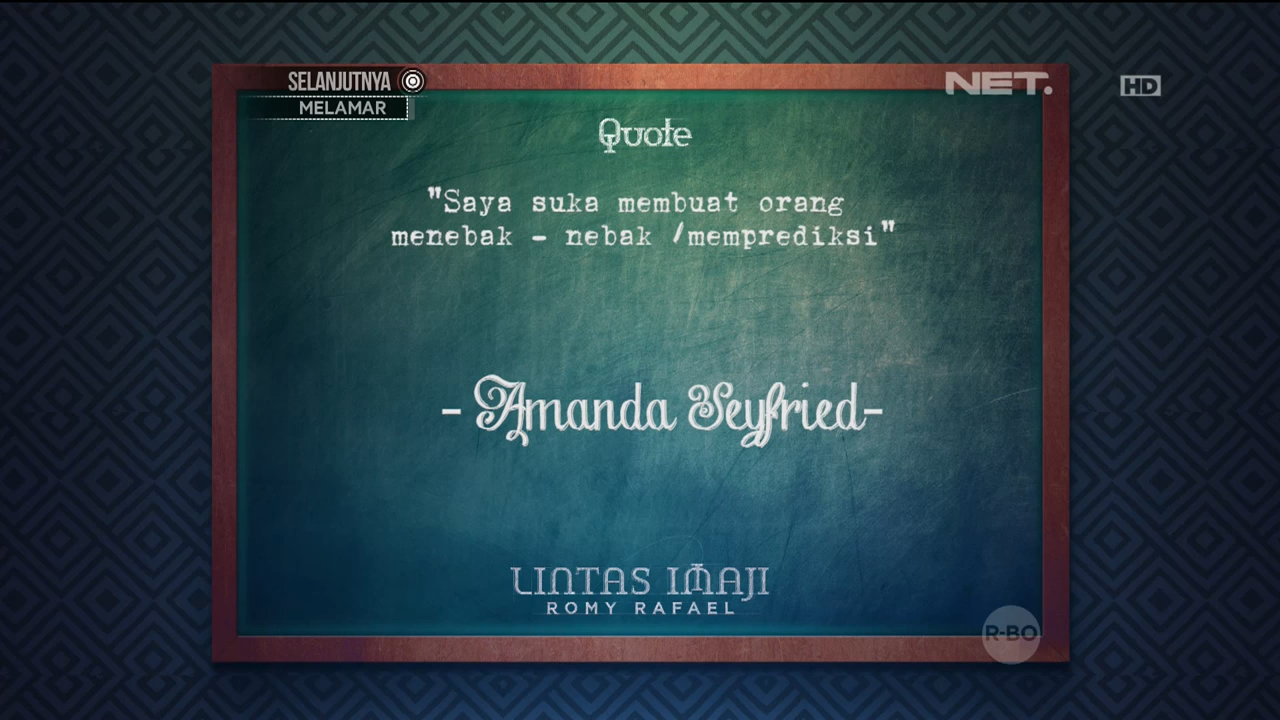 SELANJUTNYA
MELAMAR
NET.
HD
Quote
"Saya suka membuat orang
menebak - nebak /memprediksi"
- Amanda Seyfried-
LINTAS IMAJI
ROMY RAFAEL
R-BO